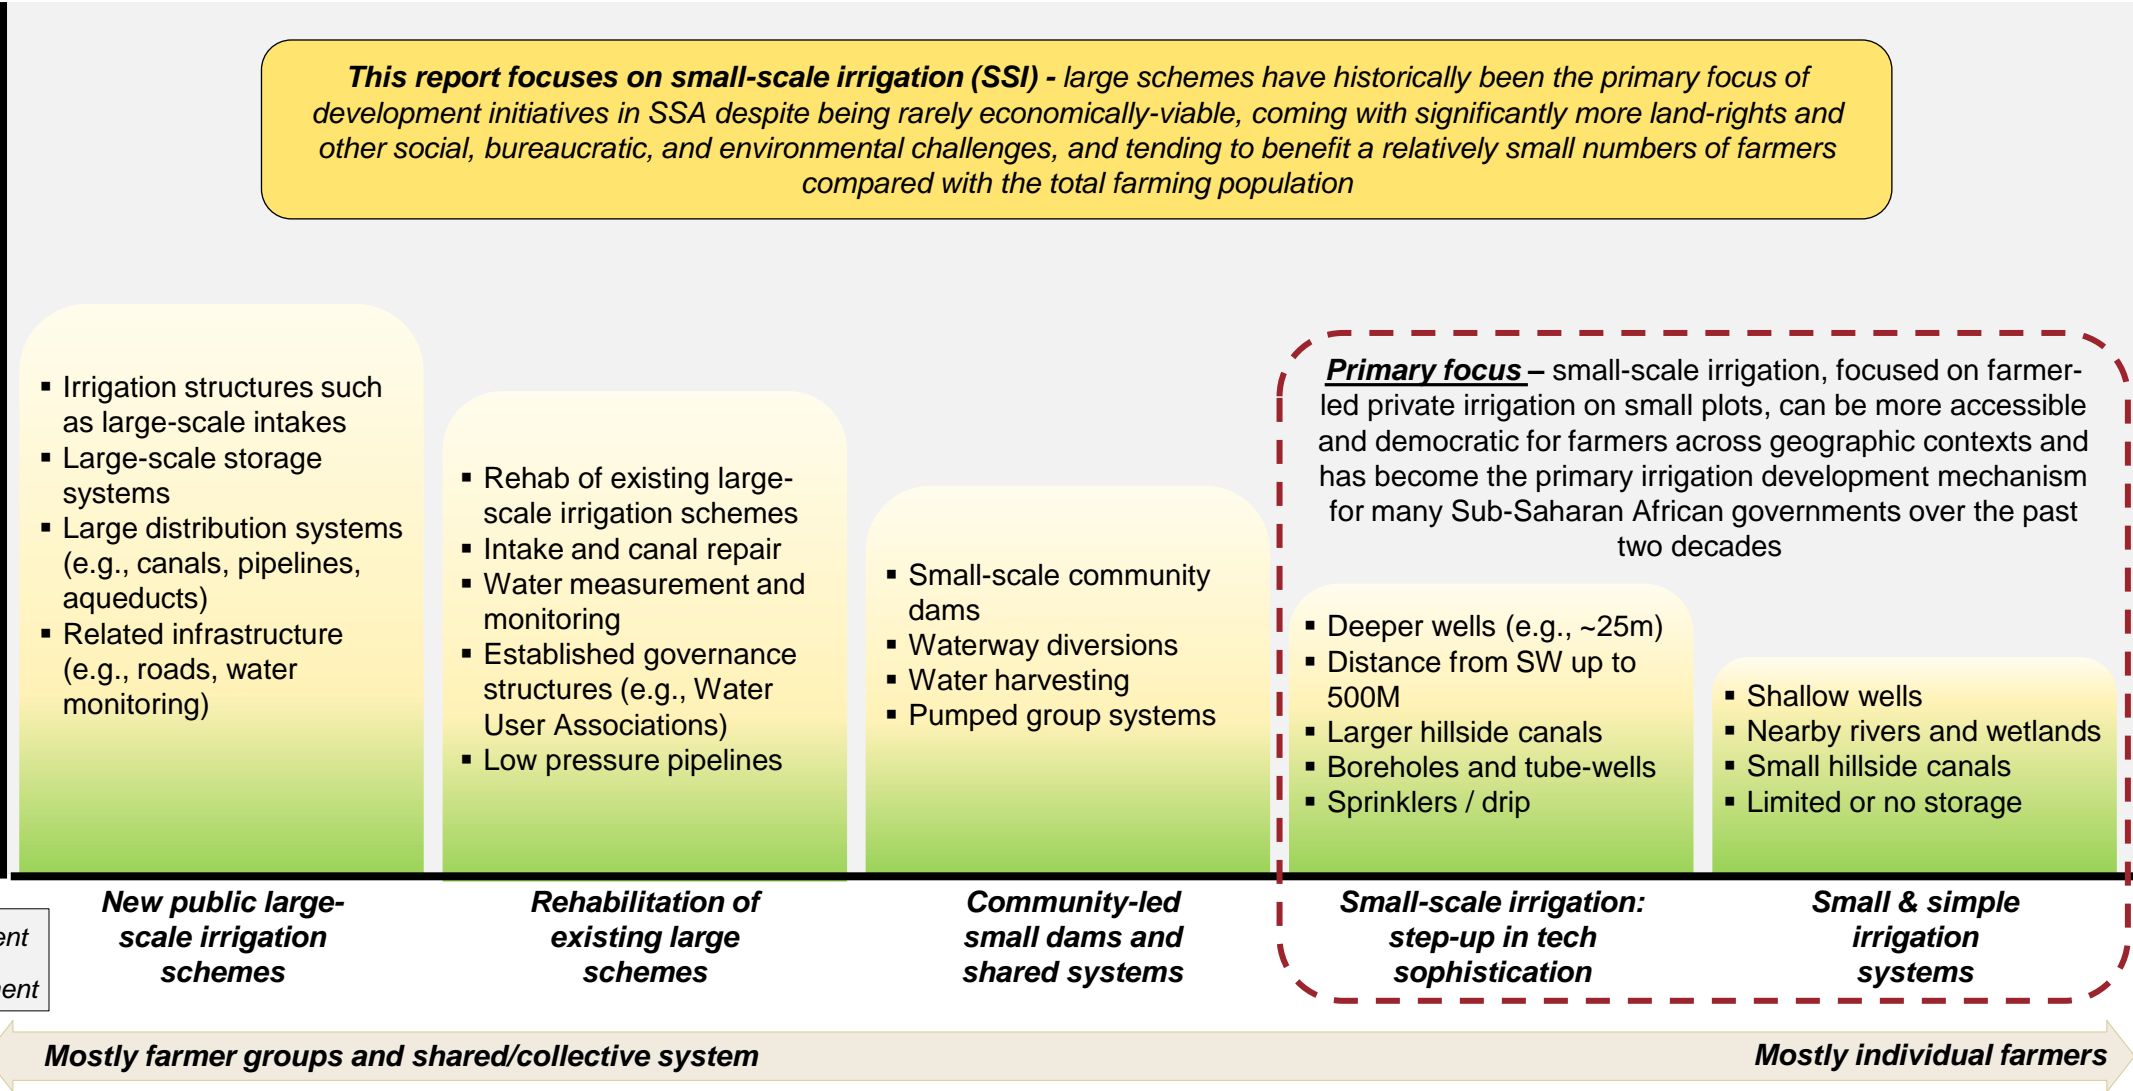 This report focuses on small-scale irrigation (SSI) - large schemes have historically been the primary focus of
development initiatives in SSA despite being rarely economically-viable, coming with significantly more land-rights and
other social, bureaucratic, and environmental challenges, and tending to benefit a relatively small numbers of farmers
compared with the total farming population
▪ Irrigation structures such
as large-scale intakes
▪ Large-scale storage
systems
▪ Large distribution systems
(e.g., canals, pipelines,
aqueducts)
▪ Related infrastructure
(e.g., roads, water
monitoring)
▪ Rehab of existing large-
scale irrigation schemes
▪ Intake and canal repair
▪ Water measurement and
monitoring
▪ Established governance
structures (e.g., Water
User Associations)
▪ Low pressure pipelines
▪ Small-scale community
dams
▪ Waterway diversions
▪ Water harvesting
▪ Pumped group systems
Primary focus – small-scale irrigation, focused on farmer-
led private irrigation on small plots, can be more accessible
and democratic for farmers across geographic contexts and
has become the primary irrigation development mechanism
for many Sub-Saharan African governments over the past
two decades
▪ Deeper wells (e.g., ~25m)
▪ Distance from SW up to
500M
▪ Larger hillside canals
▪ Boreholes and tube-wells
▪ Sprinklers / drip
▪ Shallow wells
▪ Nearby rivers and wetlands
▪ Small hillside canals
▪ Limited or no storage
New public large-
scale irrigation
schemes
Rehabilitation of
existing large
schemes
Community-led
small dams and
shared systems
Small-scale irrigation:
step-up in tech
sophistication
Small & simple
irrigation
systems
Mostly farmer groups and shared/collective system
Mostly individual farmers